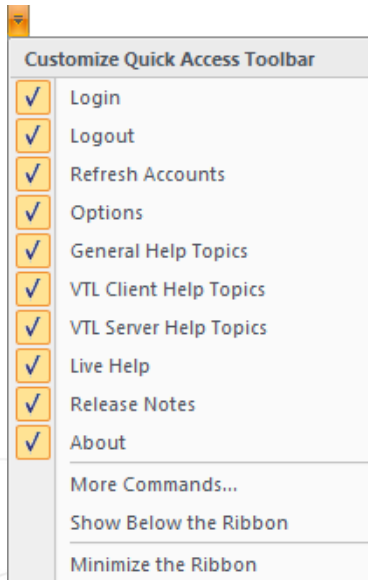 Customize Quick Access Toolbar
Login
Logout
Refresh Accounts
Options
General Help Topics
VTL Client Help Topics
VTL Server Help Topics
Live Help
Release Notes
About
More Commands...
Show Below the Ribbon
Minimize the Ribbon